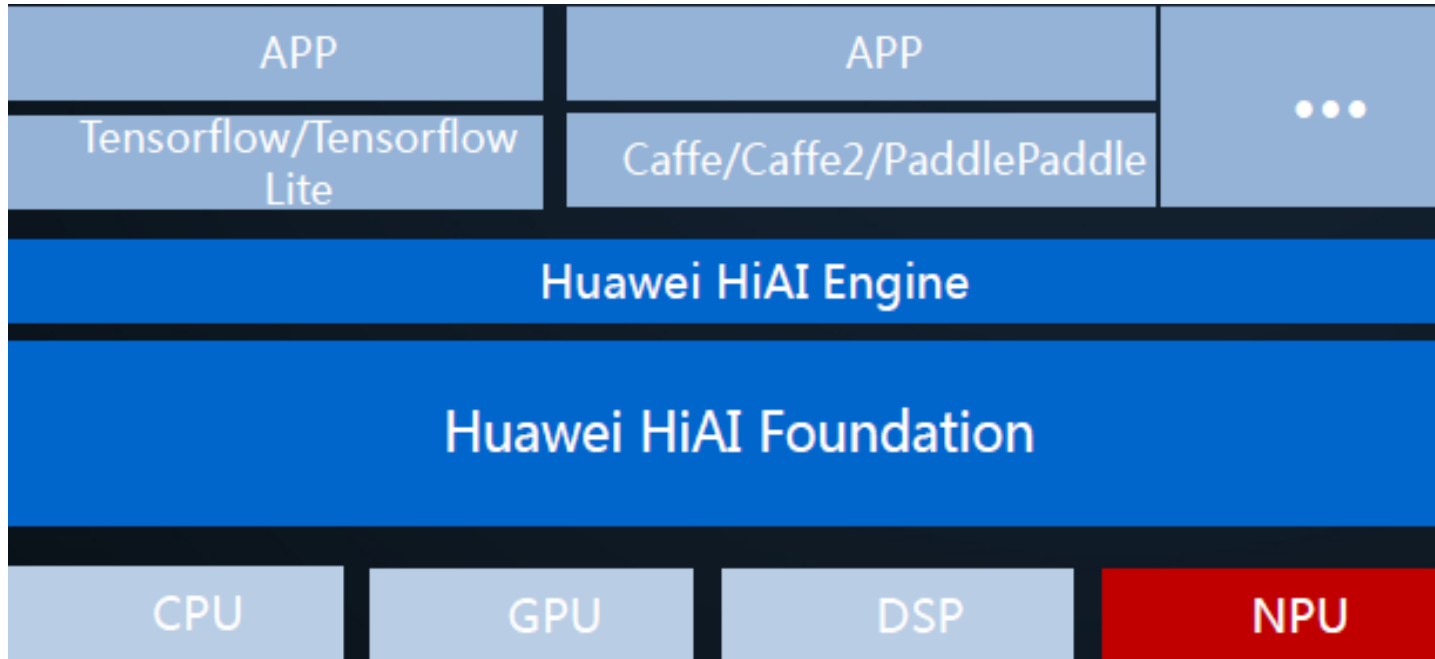 APP
APP
...
Tensorflow/Tensorflow
Lite
Caffe/Caffe2/PaddlePaddle
Huawei HiAI Engine
Huawei HiAI Foundation
CPU
GPU
DSP
NPU